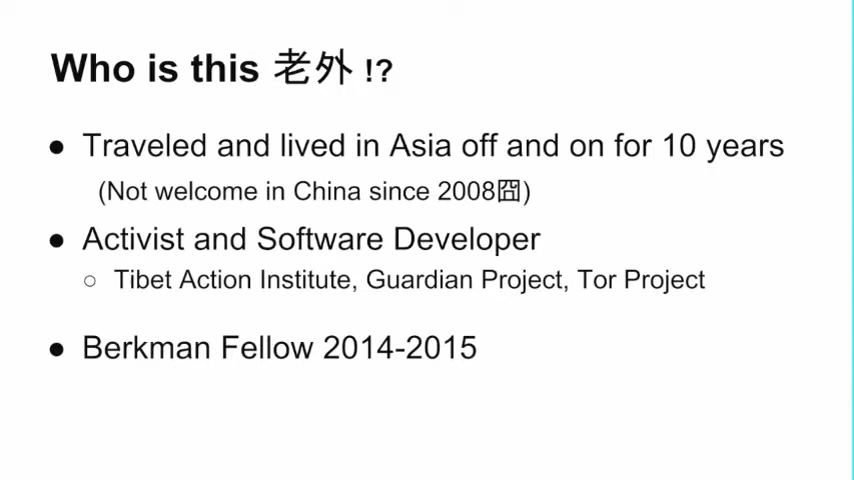 Who is this 老外 !?
● Traveled and lived in Asia off and on for 10 years
(Not welcome in China since 2008囧)
● Activist and Software Developer
○ Tibet Action Institute, Guardian Project, Tor Project
● Berkman Fellow 2014-2015